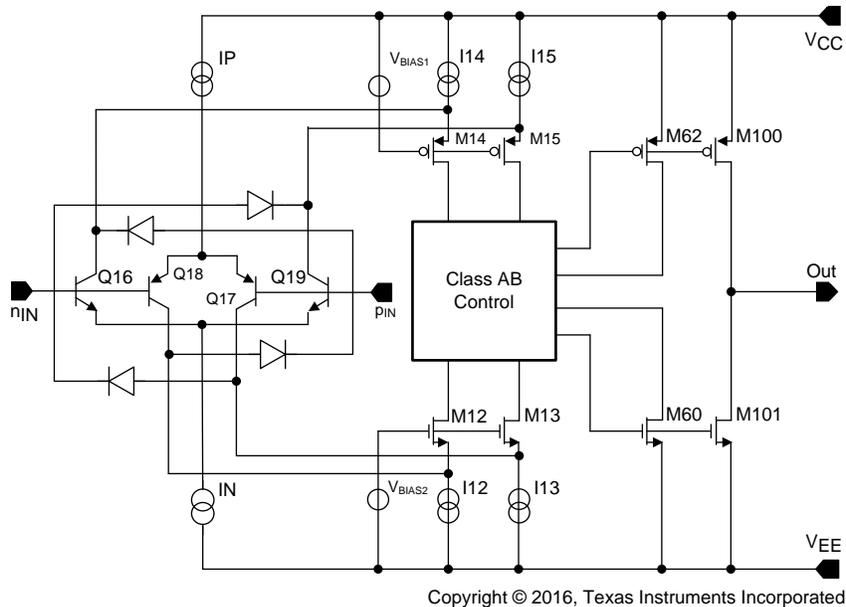 IP
VBIAS1
I14
I15
VCC
M14
M15
M62
M100
Q16
Q18
Q17
Q19
nIN
pIN
Class AB
Control
Out
M12
M13
M60
M101
IN
VBIAS2
I12
I13
VEE
Copyright © 2016, Texas Instruments Incorporated